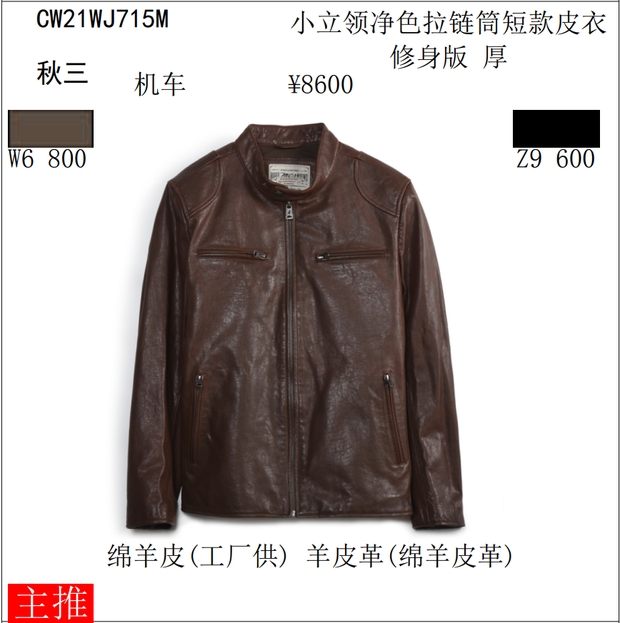 CW21WJ715M
小立领净色拉链筒短款皮衣
修身版 厚
秋三
机车
¥8600
W6 800
Z9 600
绵羊皮(工厂供) 羊皮革(绵羊皮革)
主推